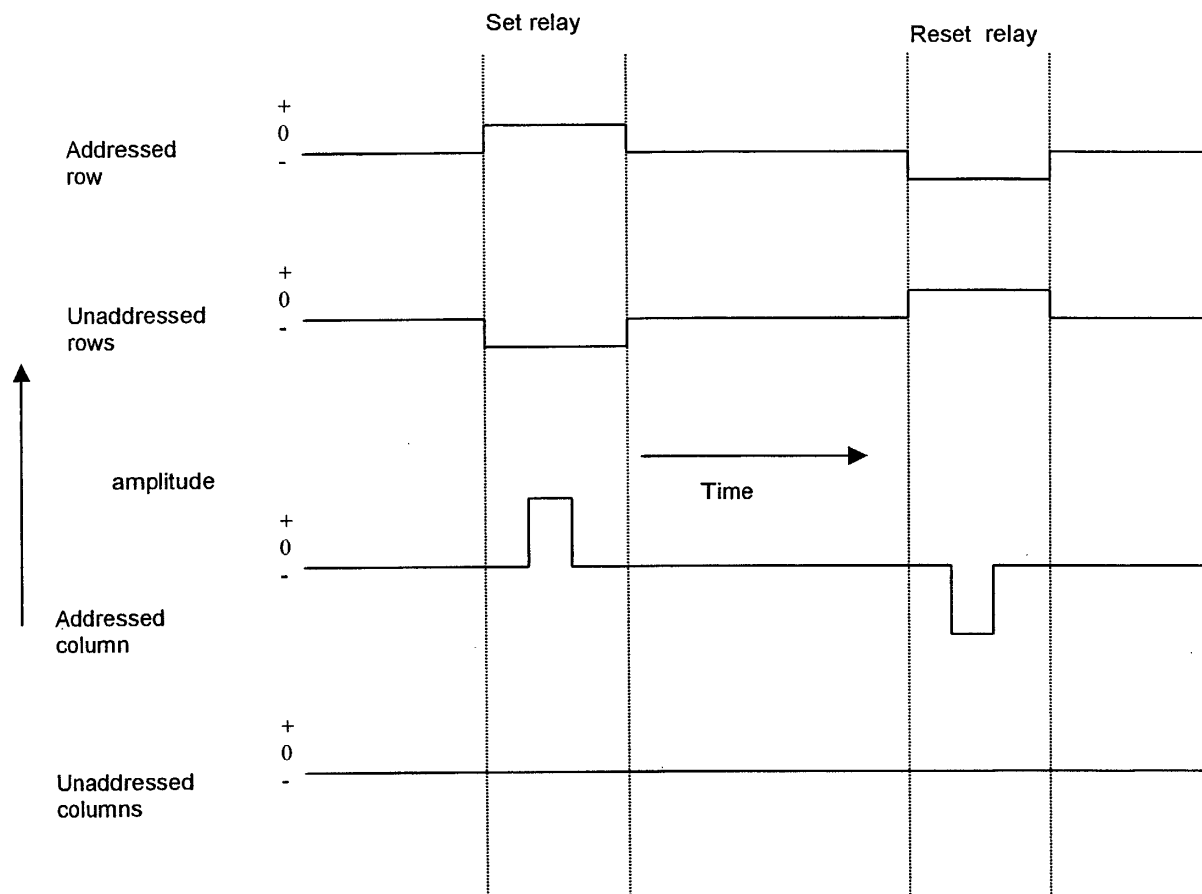 Set relay
Reset relay
+
0
-
Addressed
row
+
0
-
Unaddressed
rows
amplitude
Time
+
0
-
Addressed
column
+
0
-
Unaddressed
columns